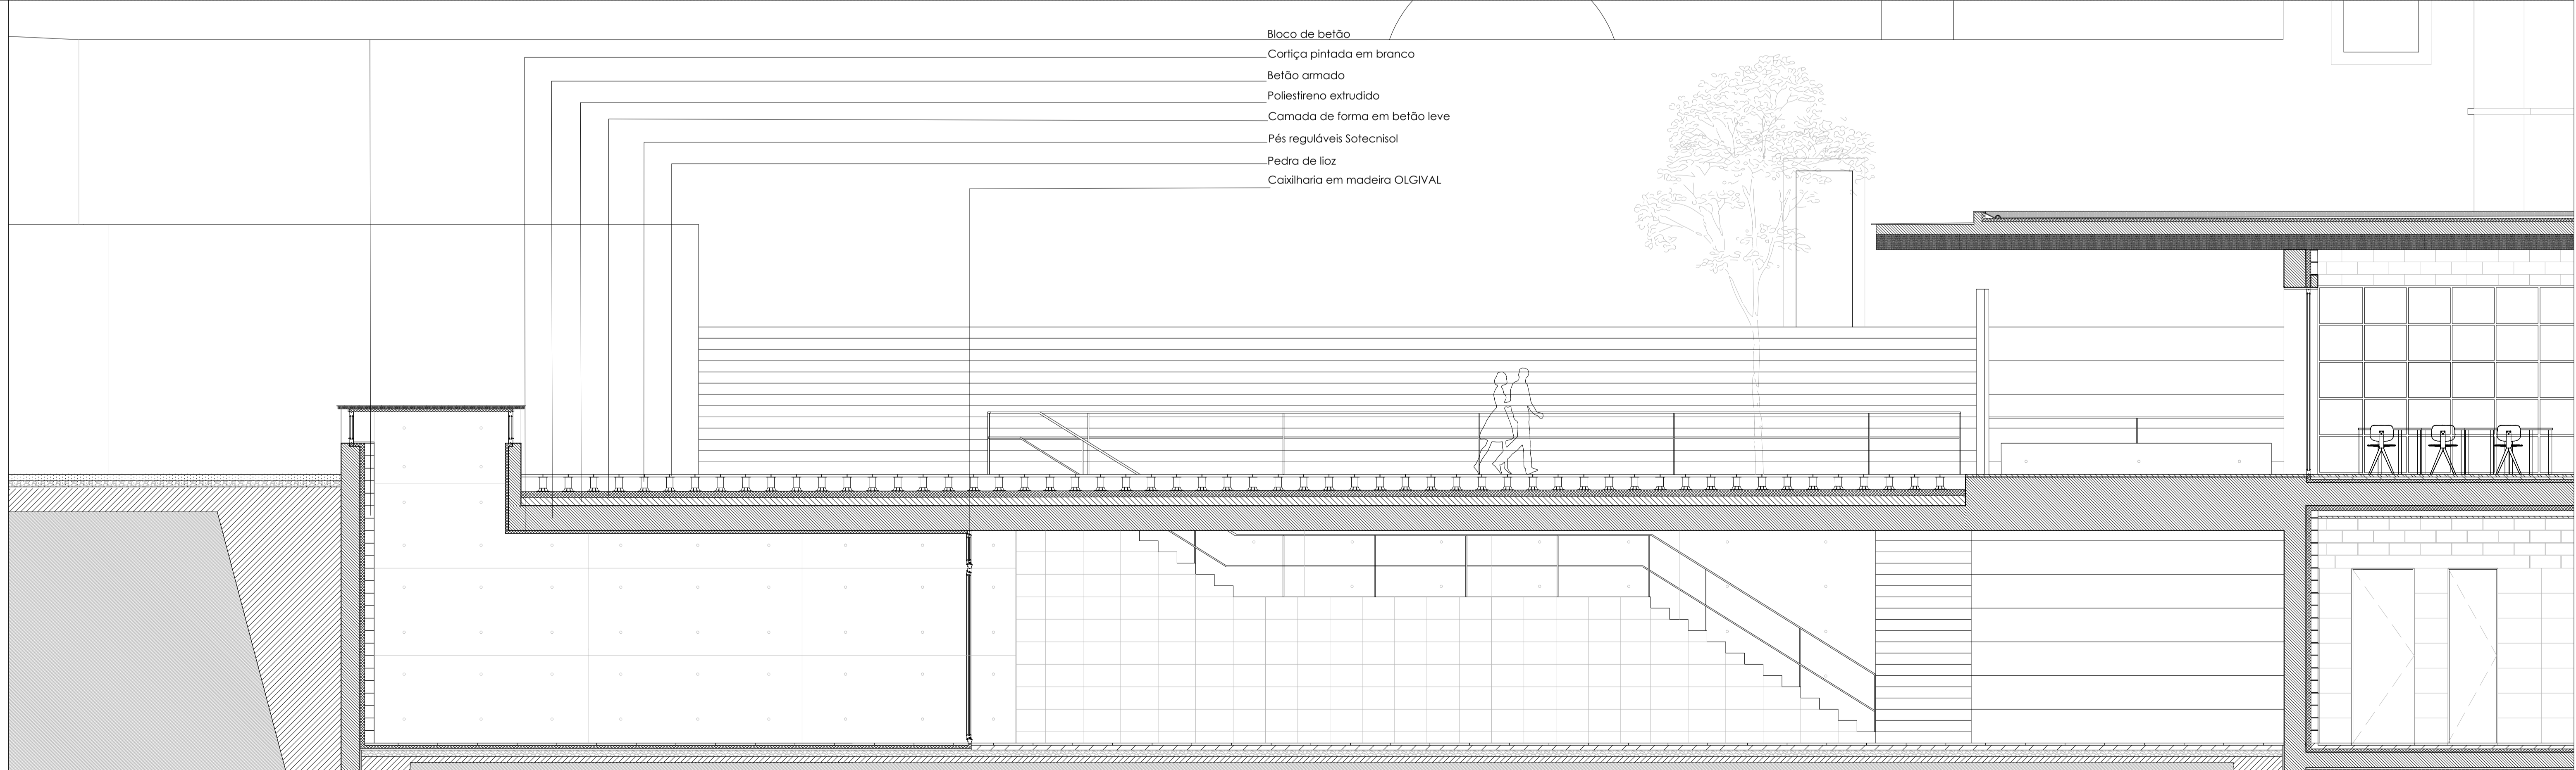 Bloco de betão
Cortiça pintada em branco
Betão armado
Poliestireno extrudido
Camada de forma em betão leve
Pés reguláveis Sotecnisol
Pedra de lioz
Caixilharia em madeira OLGIVAL